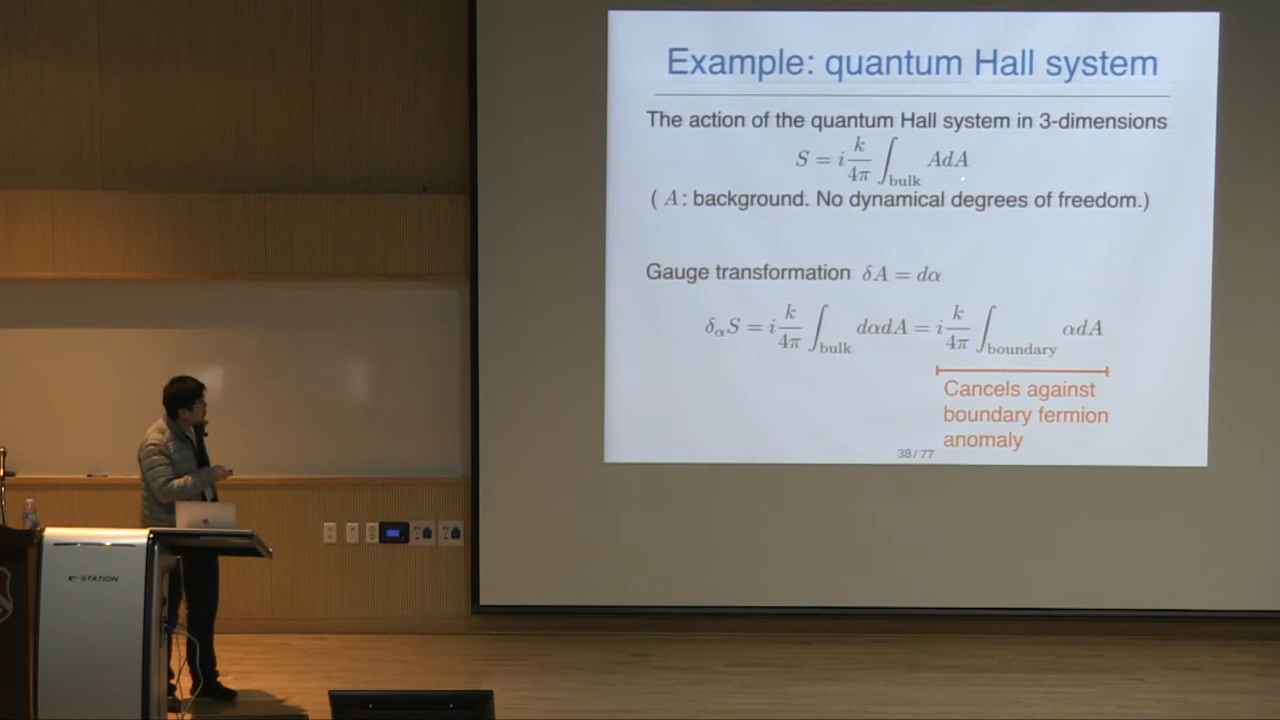 Example: quantum Hall system
The action of the quantum Hall system in 3-dimensions
S = i k/4π ∫_bulk AdA
( A : background. No dynamical degrees of freedom.)
Gauge transformation δA = dα
δ_α S = i k/4π ∫_bulk dαdA = i k/4π ∫_boundary αdA
Cancels against
boundary fermion
anomaly
38 / 77
e-STATION